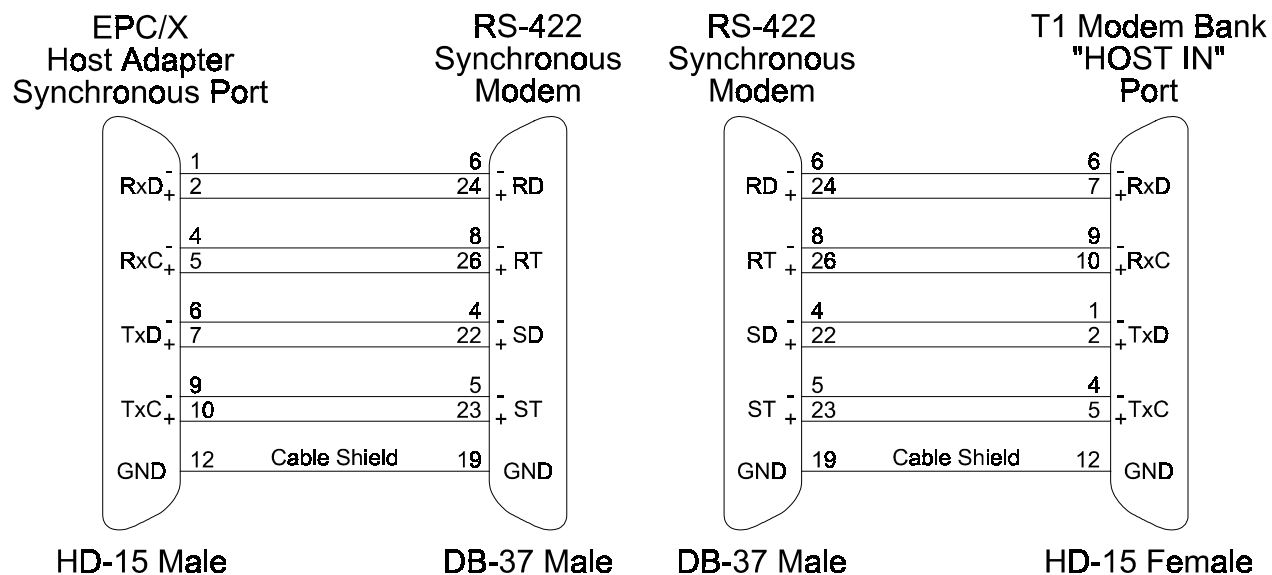 EPC/X
Host Adapter
Synchronous Port
RS-422
Synchronous
Modem
RS-422
Synchronous
Modem
T1 Modem Bank
"HOST IN"
Port
1 6 6 6
- - - -
RxD 2 24 RD RD 24 7 RxD
+ + + +
4 8 8 9
- - - -
RxC 5 26 RT RT 26 10 RxC
+ + + +
6 4 4 1
- - - -
TxD 7 22 SD SD 22 2 TxD
+ + + +
9 5 5 4
- - - -
TxC 10 23 ST ST 23 5 TxC
+ + + +
GND 12 Cable Shield 19 GND GND 19 Cable Shield 12 GND
HD-15 Male DB-37 Male DB-37 Male HD-15 Female